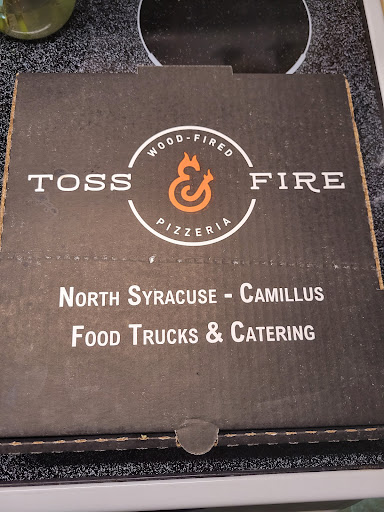 WOOD-FIRED
TOSS & FIRE
PIZZERIA
NORTH SYRACUSE - CAMILLUS
FOOD TRUCKS & CATERING